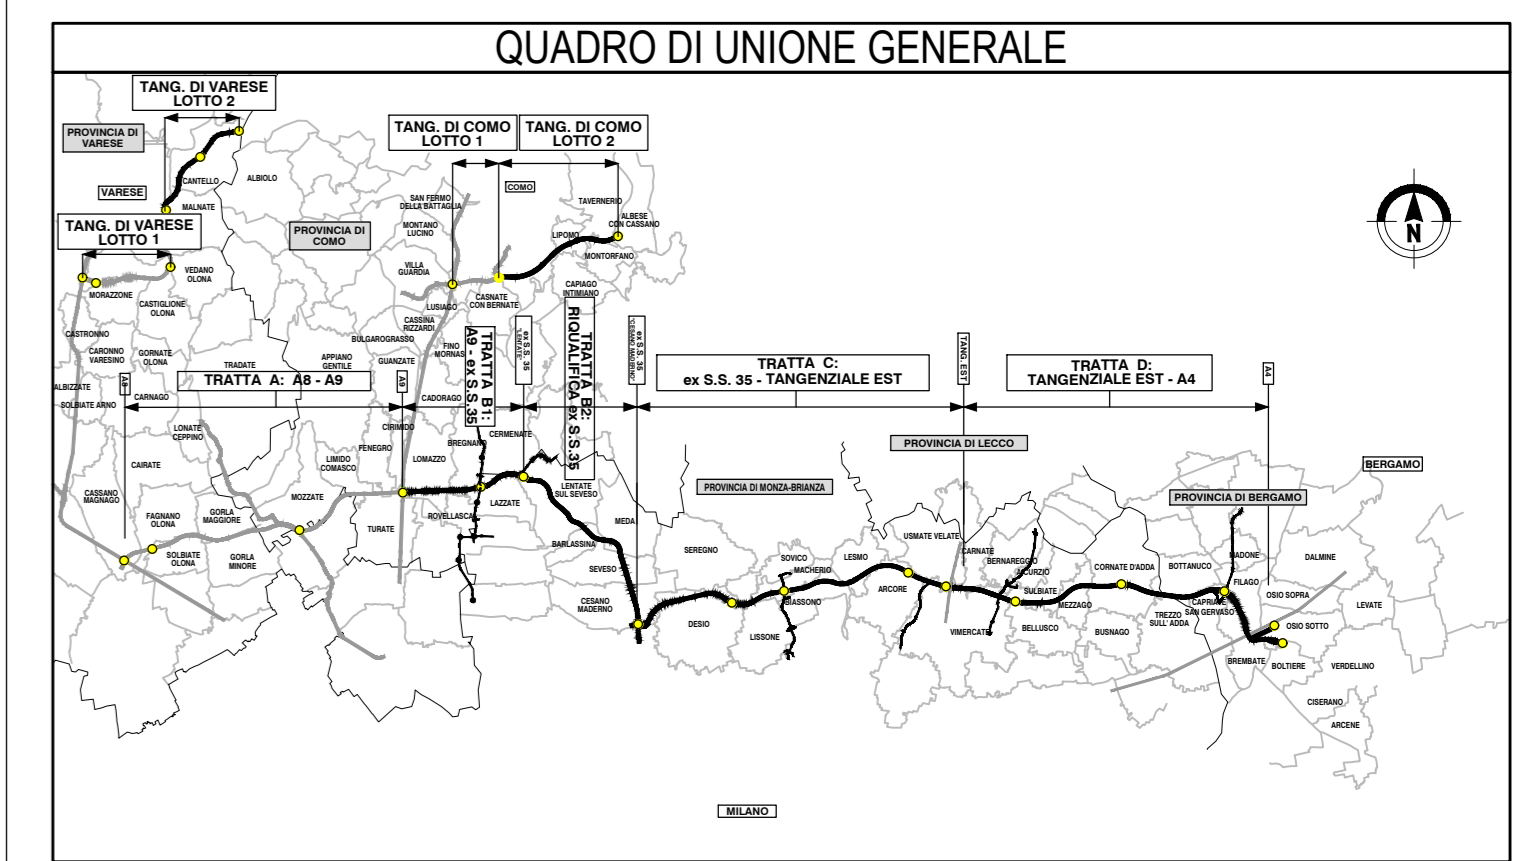 QUADRO DI UNIONE GENERALE
TANG. DI VARESE
LOTTO 2
PROVINCIA DI
VARESE
VARESE
CANTELLO
ALBIOLO
MALNATE
TANG. DI VARESE
LOTTO 1
VEDANO
OLONA
MORAZZONE
CASTIGLIONE
OLONA
PROVINCIA DI
COMO
TANG. DI COMO
LOTTO 1
TANG. DI COMO
LOTTO 2
COMO
SAN FERMO
DELLA BATTAGLIA
MONTANO
LUCINO
VILLA
GUARDIA
TAVERNERIO
ALBESE
CON CASSANO
LIPOMO
MONTORFANO
CAPIAGO
INTIMIANO
LUSIAGO
CASNATE
CON BERNATE
CASSINA
RIZZARDI
BULGAROGRASSO
FINO
MORNAS
GUANZATE
CASTRONNO
CARONNO
VARESINO
GORNATE
OLONA
TRADATE
APPIANO
GENTILE
ALBIZZATE
SOLBIATE ARNO
CARNAGO
A8
TRATTA A: A8 - A9
A9
CADORAGO
TRATTA B1:
A9 - ex S.S.35
ex S.S. 35
"LENTATE"
TRATTA B2:
RIQUALIFICA ex S.S.35
ex S.S. 35
"CESANO MADERNO"
TRATTA C:
ex S.S. 35 - TANGENZIALE EST
TANG. EST
TRATTA D:
TANGENZIALE EST - A4
A4
N
LONATE
CEPPINO
CIRIMIDO
FENEGRO
BREGNANO
CERMENATE
LOMAZZO
LIMIDO
COMASCO
CAIRATE
CASSANO
MAGNAGO
MOZZATE
FAGNANO
OLONA
GORLA
MAGGIORE
SOLBIATE
OLONA
GORLA
MINORE
TURATE
ROVELLASCA
LAZZATE
LENTATE
SUL SEVESO
BARLASSINA
MEDA
SEVESO
CESANO
MADERNO
PROVINCIA DI LECCO
PROVINCIA DI MONZA-BRIANZA
BERGAMO
PROVINCIA DI BERGAMO
SEREGNO
SOVICO
MACHERIO
LESMO
USMATE VELATE
CARNATE
BERNAREGGIO
AICURZIO
CORNATE D'ADDA
BOTTANUCO
MADONE
DALMINE
FILAGO
BIASSONO
ARCORE
SULBIATE
MEZZAGO
CAPRIATE
SAN GERVASO
OSIO SOPRA
LEVATE
DESIO
LISSONE
VIMERCATE
BELLUSCO
BUSNAGO
TREZZO
SULL' ADDA
OSIO SOTTO
BREMBATE
BOLTIERE
VERDELLINO
CISERANO
ARCENE
MILANO